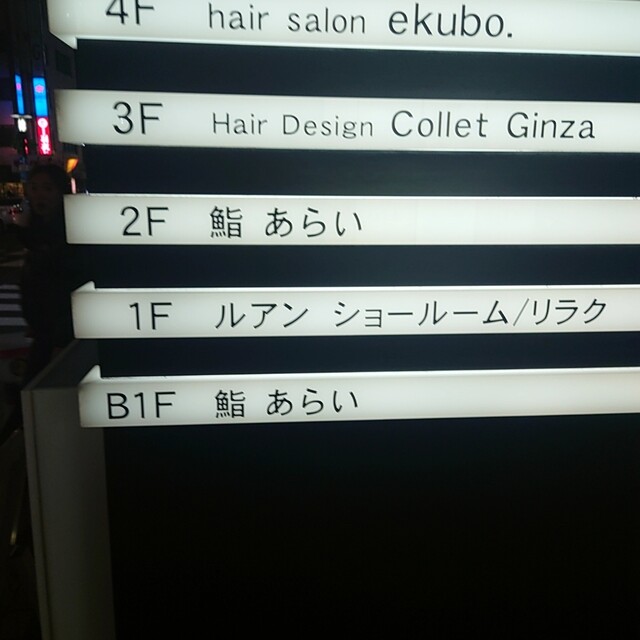 4F hair salon ekubo.
3F Hair Design Collet Ginza
2F 鮨 あらい
1F ルアン ショールーム/リラク
B1F 鮨 あらい